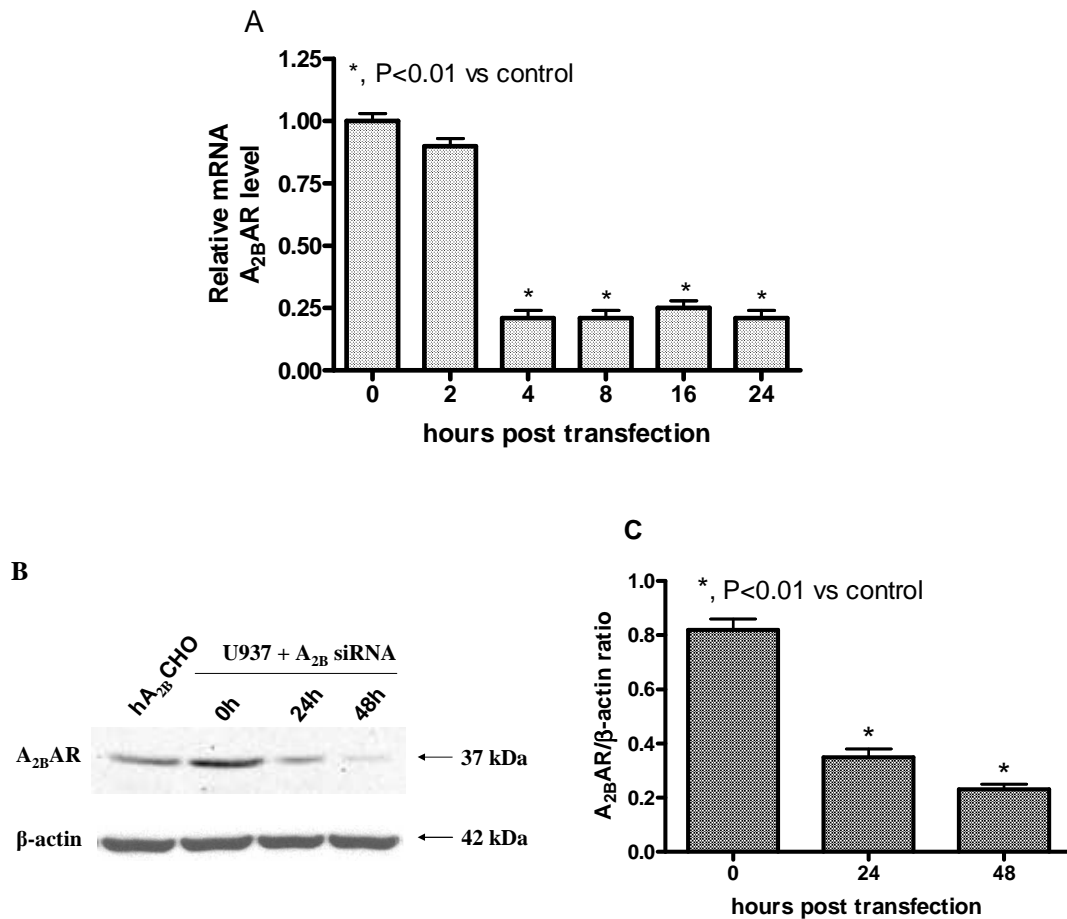 A
*, P<0.01 vs control
1.25
1.00
0.75
0.50
0.25
0.00
Relative mRNA
A₂BAR level
* * * *
0 2 4 8 16 24
hours post transfection
B
hA₂BCHO
U937 + A₂B siRNA
0h 24h 48h
A₂BAR
37 kDa
β-actin
42 kDa
C
*, P<0.01 vs control
1.0
0.8
0.6
0.4
0.2
0.0
A₂BAR/β-actin ratio
* *
0 24 48
hours post transfection